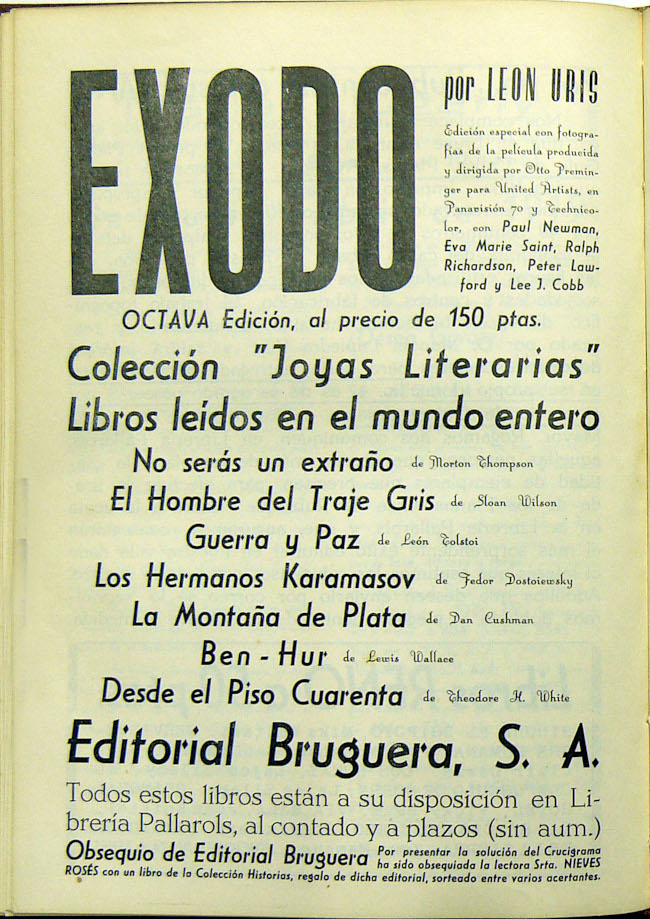 EXODO
por LEON URIS
Edición especial con fotogra-
fías de la película producida
y dirigida por Otto Premin-
ger para United Artists, en
Panavisión 70 y Technico-
lor, con Paul Newman,
Eva Marie Saint, Ralph
Richardson, Peter Law-
ford y Lee J. Cobb
OCTAVA Edición, al precio de 150 ptas.
Colección "Joyas Literarias"
Libros leídos en el mundo entero
No serás un extraño de Morton Thompson
El Hombre del Traje Gris de Sloan Wilson
Guerra y Paz de León Tolstoi
Los Hermanos Karamasov de Fedor Dostoiewsky
La Montaña de Plata de Dan Cushman
Ben - Hur de Lewis Wallace
Desde el Piso Cuarenta de Theodore H. White
Editorial Bruguera, S. A.
Todos estos libros están a su disposición en Li-
brería Pallarols, al contado y a plazos (sin aum.)
Obsequio de Editorial Bruguera Por presentar la solución del Crucigrama
ha sido obsequiada la lectora Srta. NIEVES
ROSÉS con un libro de la Colección Historias, regalo de dicha editorial, sorteado entre varios acertantes.